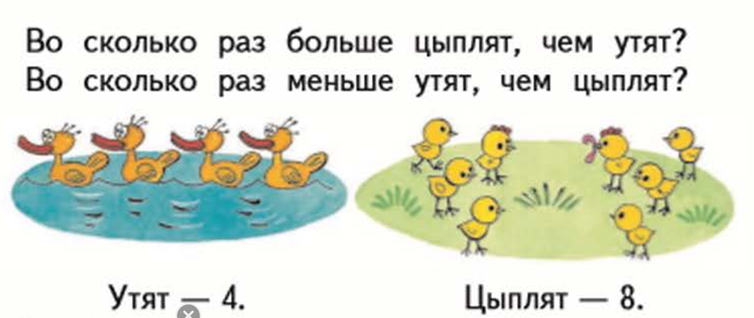 Во сколько раз больше цыплят, чем утят?
Во сколько раз меньше утят, чем цыплят?
Утят — 4.
Цыплят — 8.